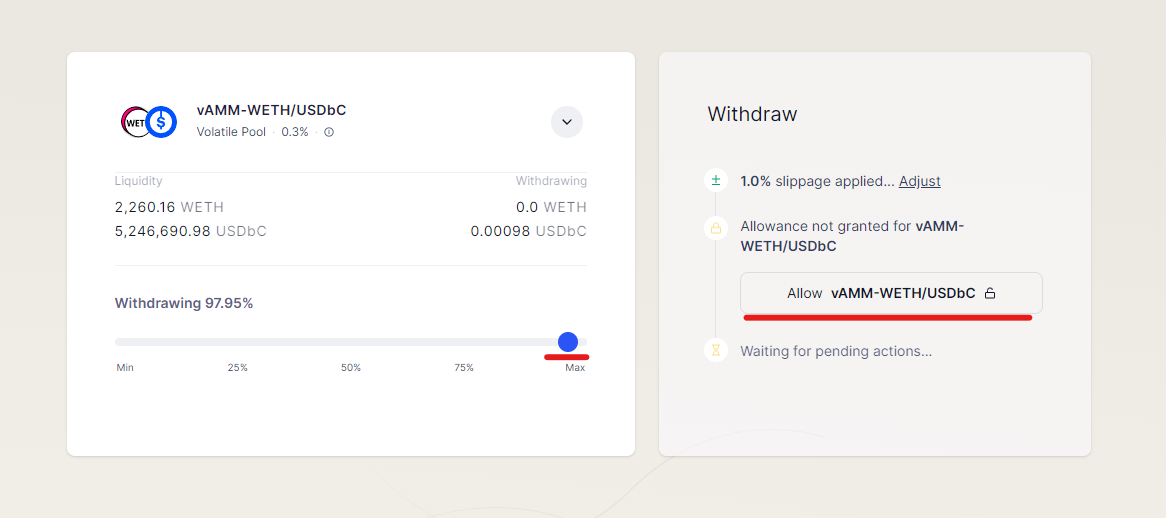 WET
vAMM-WETH/USDbC
Volatile Pool · 0.3% ·
Liquidity
Withdrawing
2,260.16 WETH
0.0 WETH
5,246,690.98 USDbC
0.00098 USDbC
Withdrawing 97.95%
Min 25% 50% 75% Max
Withdraw
1.0% slippage applied... Adjust
Allowance not granted for vAMM-
WETH/USDbC
Allow vAMM-WETH/USDbC
Waiting for pending actions...